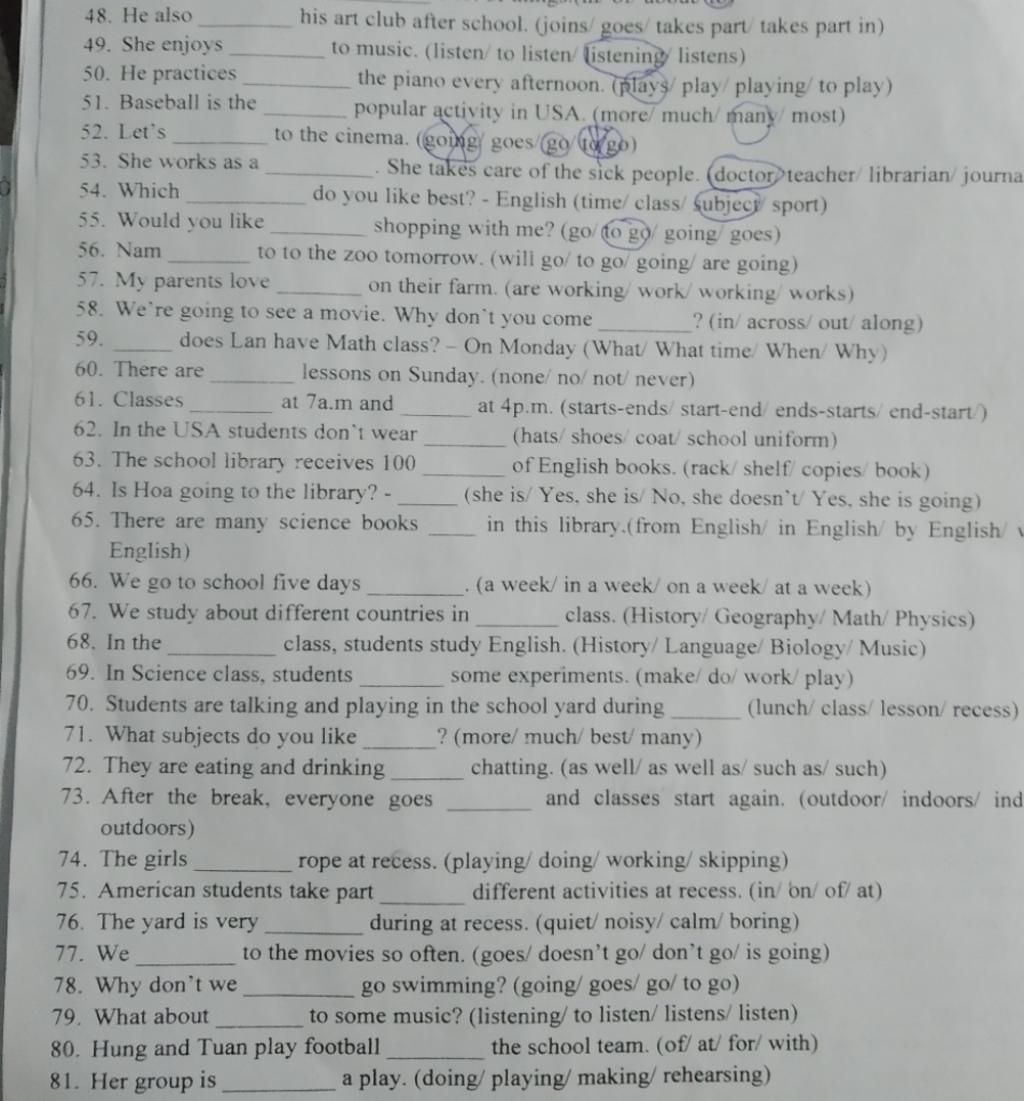 48. He also ________ his art club after school. (joins/ goes/ takes part/ takes part in)
49. She enjoys ________ to music. (listen/ to listen/ listening/ listens)
50. He practices ________ the piano every afternoon. (plays/ play/ playing/ to play)
51. Baseball is the ________ popular activity in USA. (more/ much/ many/ most)
52. Let's ________ to the cinema. (going/ goes/ go/ to go)
53. She works as a ________. She takes care of the sick people. (doctor/ teacher/ librarian/ journa
54. Which ________ do you like best? - English (time/ class/ subject/ sport)
55. Would you like ________ shopping with me? (go/ to go/ going/ goes)
56. Nam ________ to to the zoo tomorrow. (will go/ to go/ going/ are going)
57. My parents love ________ on their farm. (are working/ work/ working/ works)
58. We're going to see a movie. Why don't you come ________? (in/ across/ out/ along)
59. ______ does Lan have Math class? – On Monday (What/ What time/ When/ Why)
60. There are ________ lessons on Sunday. (none/ no/ not/ never)
61. Classes ________ at 7a.m and _______ at 4p.m. (starts-ends/ start-end/ ends-starts/ end-start/)
62. In the USA students don't wear ________ (hats/ shoes/ coat/ school uniform)
63. The school library receives 100 ________ of English books. (rack/ shelf/ copies/ book)
64. Is Hoa going to the library? - ______ (she is/ Yes, she is/ No, she doesn't/ Yes, she is going)
65. There are many science books _____ in this library.(from English/ in English/ by English/
English)
66. We go to school five days _________. (a week/ in a week/ on a week/ at a week)
67. We study about different countries in ________ class. (History/ Geography/ Math/ Physics)
68. In the __________ class, students study English. (History/ Language/ Biology/ Music)
69. In Science class, students ________ some experiments. (make/ do/ work/ play)
70. Students are talking and playing in the school yard during _______ (lunch/ class/ lesson/ recess)
71. What subjects do you like _______? (more/ much/ best/ many)
72. They are eating and drinking _______ chatting. (as well/ as well as/ such as/ such)
73. After the break, everyone goes ________ and classes start again. (outdoor/ indoors/ ind
outdoors)
74. The girls _________ rope at recess. (playing/ doing/ working/ skipping)
75. American students take part ________ different activities at recess. (in/ on/ of/ at)
76. The yard is very _________ during at recess. (quiet/ noisy/ calm/ boring)
77. We _________ to the movies so often. (goes/ doesn't go/ don't go/ is going)
78. Why don't we __________ go swimming? (going/ goes/ go/ to go)
79. What about ________ to some music? (listening/ to listen/ listens/ listen)
80. Hung and Tuan play football _________ the school team. (of/ at/ for/ with)
81. Her group is __________ a play. (doing/ playing/ making/ rehearsing)